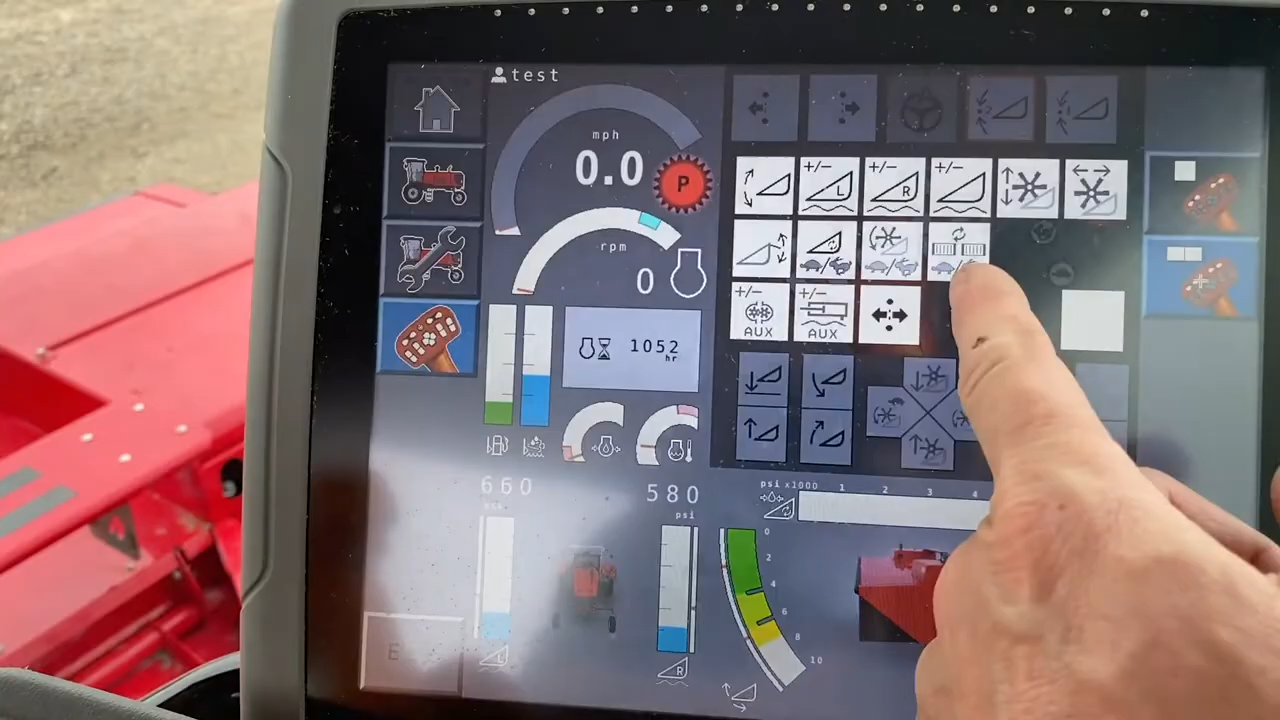 test
mph
0.0
P
rpm
0
1052
hr
660
580
psi
+/-
L
+/-
R
+/-
+/-
AUX
+/-
AUX
psi x1000
1
2
3
4
0
2
4
6
8
10
L
R
E